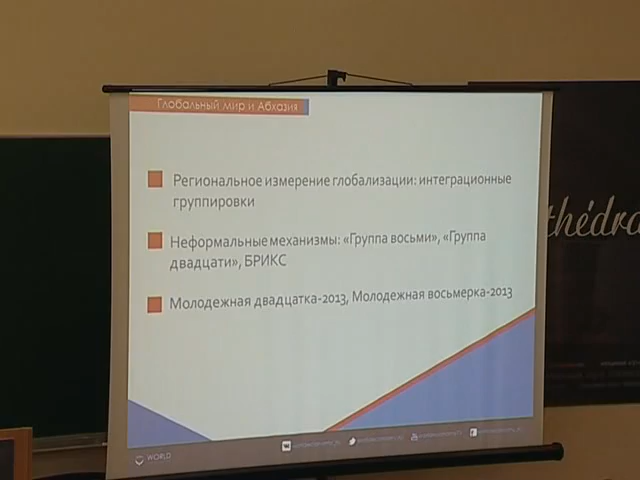 Глобальный мир и Абхазия
Региональное измерение глобализации: интеграционные
группировки
thédra
Неформальные механизмы: «Группа восьми», «Группа
двадцати», БРИКС
Молодежная двадцатка-2013, Молодежная восьмерка-2013
WORLD